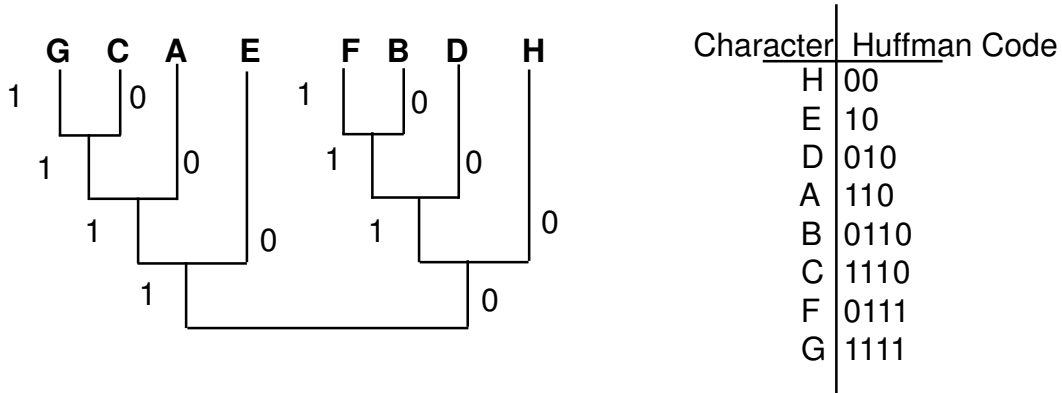 G C A E F B D H
1 0 1 0
1 0 1 0
1 0 1 0
1 0
Character Huffman Code
H 00
E 10
D 010
A 110
B 0110
C 1110
F 0111
G 1111